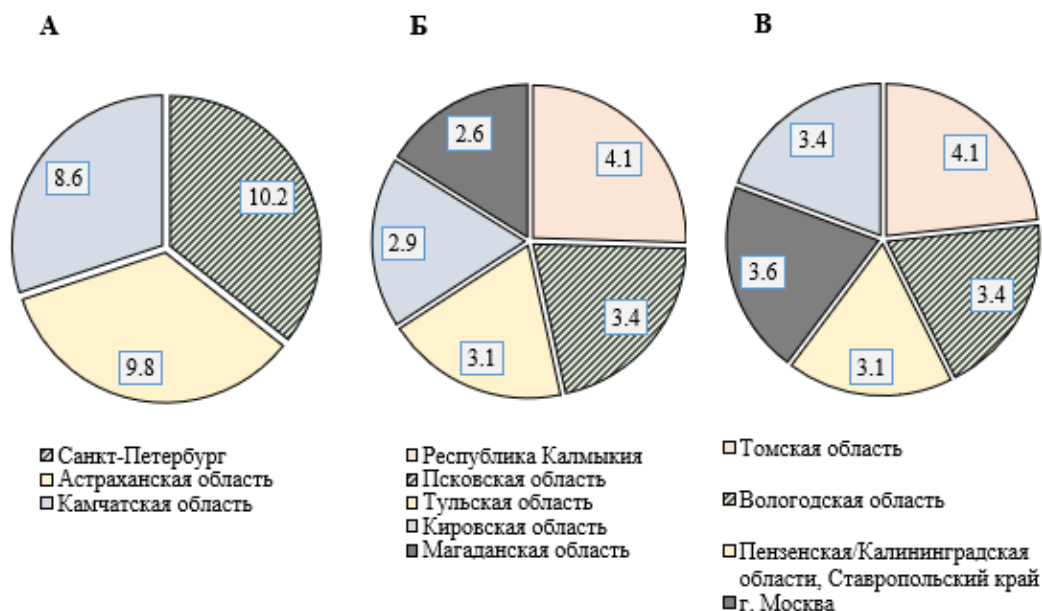 А
Б
В
8.6
10.2
9.8
2.6
4.1
2.9
3.4
3.1
3.4
4.1
3.6
3.4
3.1
Санкт-Петербург
Астраханская область
Камчатская область
Республика Калмыкия
Псковская область
Тульская область
Кировская область
Магаданская область
Томская область
Вологодская область
Пензенская/Калининградская
области, Ставропольский край
г. Москва